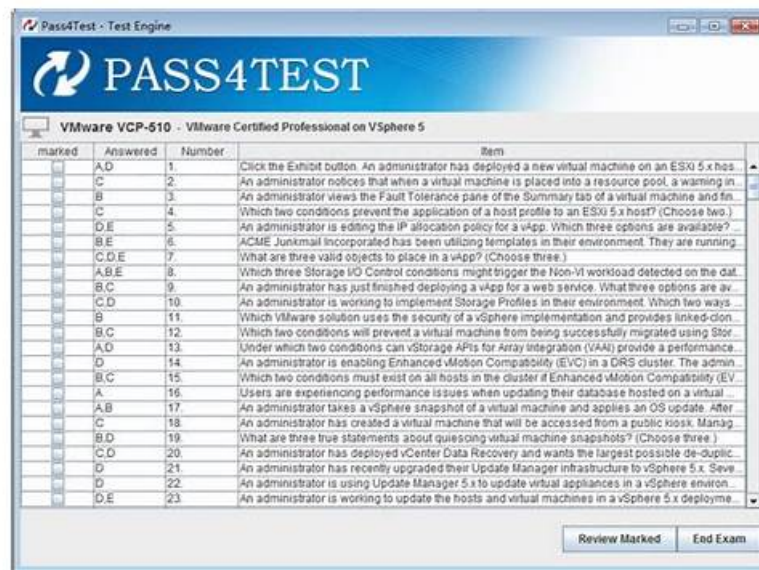 Pass4Test - Test Engine
PASS4TEST
VMware VCP-510 - VMware Certified Professional on VSphere 5
marked Answered Number Item
A,D 1. Click the Exhibit button. An administrator has deployed a new virtual machine on an ESXi 5.x hos...
C 2. An administrator notices that when a virtual machine is placed into a resource pool, a warning in...
B 3. An administrator views the Fault Tolerance pane of the Summary tab of a virtual machine and fin...
C 4. Which two conditions prevent the application of a host profile to an ESXi 5.x host? (Choose two.)
D,E 5. An administrator is editing the IP allocation policy for a vApp. Which three options are available? ...
B,E 6. ACME Junkmail Incorporated has been utilizing templates in their environment. They are running...
C,D,E 7. What are three valid objects to place in a vApp? (Choose three.)
A,B,E 8. Which three Storage I/O Control conditions might trigger the Non-VI workload detected on the dat...
B,C 9. An administrator has just finished deploying a vApp for a web service. What three options are av...
C,D 10. An administrator is working to implement Storage Profiles in their environment. Which two ways ...
B 11. Which VMware solution uses the security of a vSphere implementation and provides linked-clon...
B,C 12. Which two conditions will prevent a virtual machine from being successfully migrated using Stor...
A,D 13. Under which two conditions can vStorage APIs for Array Integration (VAAI) provide a performance...
D 14. An administrator is enabling Enhanced vMotion Compatibility (EVC) in a DRS cluster. The admin...
B,C 15. Which two conditions must exist on all hosts in the cluster if Enhanced vMotion Compatibility (EV...
A 16. Users are experiencing performance issues when updating their database hosted on a virtual ...
A,B 17. An administrator takes a vSphere snapshot of a virtual machine and applies an OS update. After ...
C 18. An administrator has created a virtual machine that will be accessed from a public kiosk. Manag...
B,D 19. What are three true statements about quiescing virtual machine snapshots? (Choose three.)
C,D 20. An administrator has deployed vCenter Data Recovery and wants the largest possible de-duplic...
D 21. An administrator has recently upgraded their Update Manager infrastructure to vSphere 5.x. Seve...
D 22. An administrator is using Update Manager 5.x to update virtual appliances in a vSphere environ...
D,E 23. An administrator is working to update the hosts and virtual machines in a vSphere 5.x deployme...
Review Marked End Exam